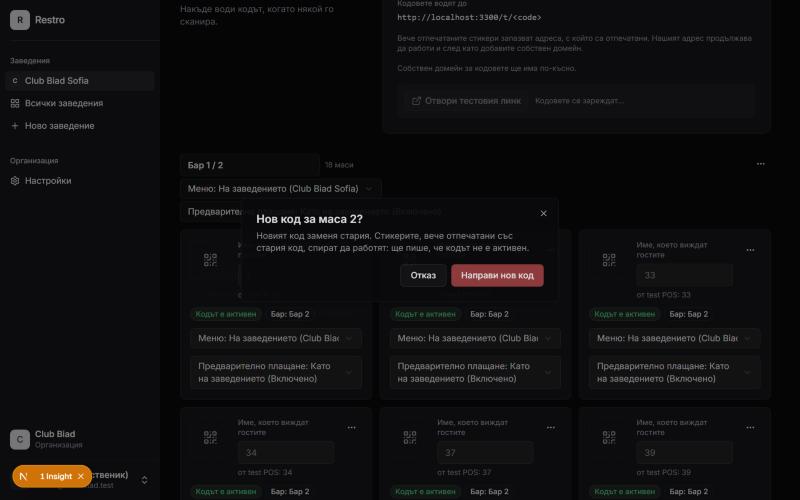 R Restro
Заведения
C Club Biad Sofia
Всички заведения
Ново заведение
Организация
Настройки
C Club Biad
Организация
1 Insight
Накъде води кодът, когато някой го
сканира.
Кодовете водят до
http://localhost:3300/t/<code>
Вече отпечатаните стикери запазват адреса, с който са отпечатани. Нашият адрес продължава
да работи и след като добавите собствен домейн.
Собствен домейн за кодовете ще има по-късно.
Отвори тестовия линк Кодовете се зареждат…
Бар 1 / 2 18 маси
Меню: На заведението (Club Biad Sofia)
Нов код за маса 2?
Новият код заменя стария. Стикерите, вече отпечатани със
стария код, спират да работят: ще пише, че кодът не е активен.
Отказ Направи нов код
Име, което виждат
гостите
33
от test POS: 33
Кодът е активен Бар: Бар 2
Кодът е активен Бар: Бар 2
Кодът е активен Бар: Бар 2
Меню: На заведението (Club Biad
Меню: На заведението (Club Biad
Меню: На заведението (Club Biad
Предварително плащане: Като
на заведението (Включено)
Предварително плащане: Като
на заведението (Включено)
Предварително плащане: Като
на заведението (Включено)
Име, което виждат
гостите
34
от test POS: 34
Име, което виждат
гостите
37
от test POS: 37
Име, което виждат
гостите
39
от test POS: 39
Кодът е активен Бар: Бар 2
Кодът е активен Бар: Бар 2
Кодът е активен Бар: Бар 2